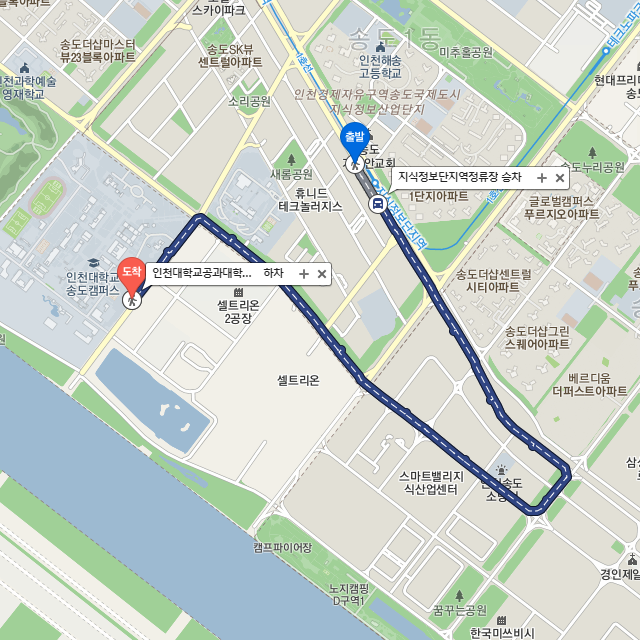 스카이파크
송도더샵마스터
뷰23블록아파트
송도SK뷰
센트럴아파트
송도1동
미추홀공원
인천해송
고등학교
1호선
테크노파크
현대프리미
송도
인천과학예술
영재학교
소리공원
인천경제자유구역송도국제도시
지식정보산업단지
출발
송도
안교회
송도누리공원
새롬공원
지식정보단지역정류장 승차
휴니드
테크놀러지스
1단지아파트
지식정보단지역
1호선
글로벌캠퍼스
푸르지오아파트
도착
인천대학교공과대학... 하차
인천대학교
송도캠퍼스
셀트리온
2공장
송도더샵센트럴
시티아파트
송도더샵그린
스퀘어아파트
셀트리온
베르디움
더퍼스트아파트
스마트밸리지
식산업센터
송도
캠프파이어장
경인제일
노지캠핑
D구역1
꿈꾸는공원
한국미쓰비시